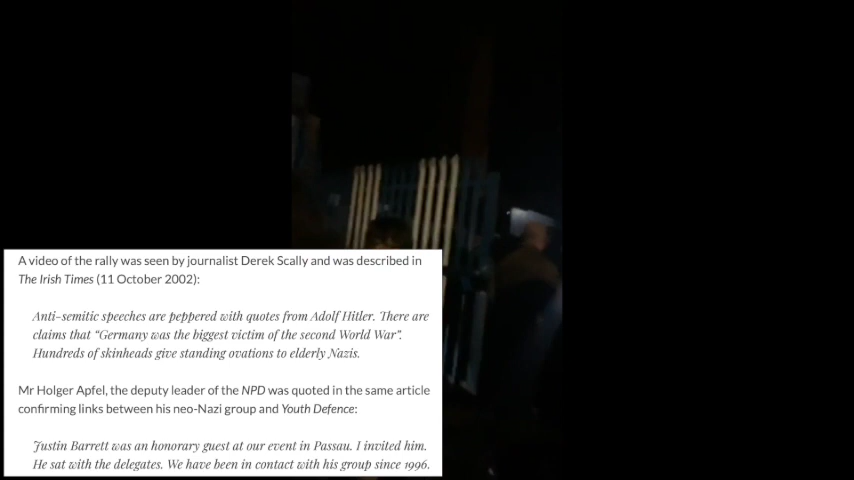 A video of the rally was seen by journalist Derek Scally and was described in
The Irish Times (11 October 2002):
Anti-semitic speeches are peppered with quotes from Adolf Hitler. There are
claims that “Germany was the biggest victim of the second World War”.
Hundreds of skinheads give standing ovations to elderly Nazis.
Mr Holger Apfel, the deputy leader of the NPD was quoted in the same article
confirming links between his neo-Nazi group and Youth Defence:
Justin Barrett was an honorary guest at our event in Passau. I invited him.
He sat with the delegates. We have been in contact with his group since 1996.